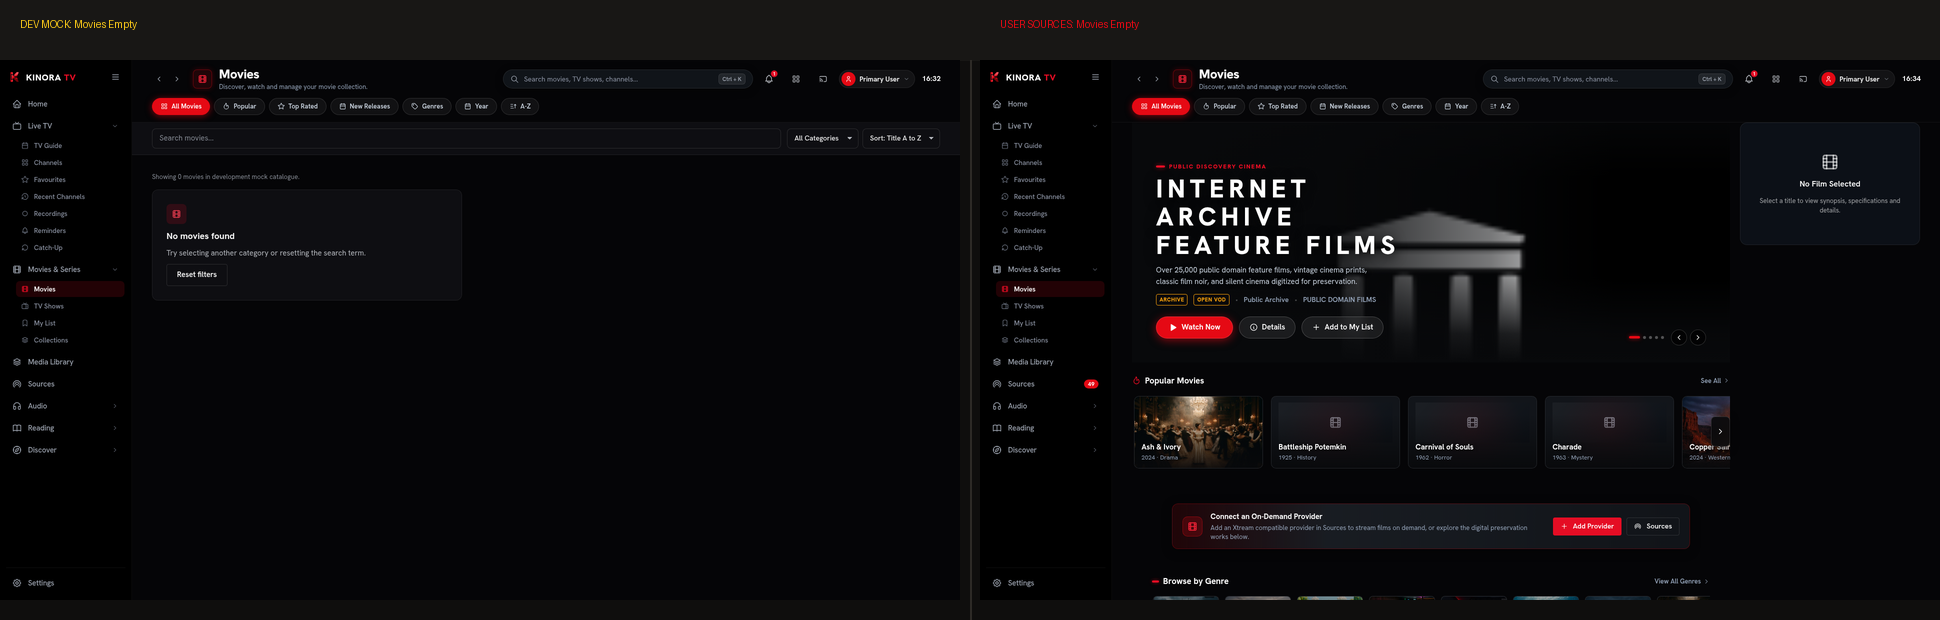 DEV MOCK: Movies Empty
KINORA TV
Movies
Discover, watch and manage your movie collection.
Search movies, TV shows, channels...
Ctrl + K
1
Primary User
16:32
All Movies
Popular
Top Rated
New Releases
Genres
Year
A-Z
Home
Live TV
TV Guide
Channels
Favourites
Recent Channels
Recordings
Reminders
Catch-Up
Movies & Series
Movies
TV Shows
My List
Collections
Media Library
Sources
Audio
Reading
Discover
Settings
Search movies...
All Categories
Sort: Title A to Z
Showing 0 movies in development mock catalogue.
No movies found
Try selecting another category or resetting the search term.
Reset filters
USER SOURCES: Movies Empty
KINORA TV
Movies
Discover, watch and manage your movie collection.
Search movies, TV shows, channels...
Ctrl + K
1
Primary User
16:34
All Movies
Popular
Top Rated
New Releases
Genres
Year
A-Z
Home
Live TV
TV Guide
Channels
Favourites
Recent Channels
Recordings
Reminders
Catch-Up
Movies & Series
Movies
TV Shows
My List
Collections
Media Library
Sources
49
Audio
Reading
Discover
Settings
PUBLIC DISCOVERY CINEMA
INTERNET
ARCHIVE
FEATURE FILMS
Over 25,000 public domain feature films, vintage cinema prints,
classic film noir, and silent cinema digitized for preservation.
ARCHIVE
OPEN VOD
· Public Archive · PUBLIC DOMAIN FILMS
Watch Now
Details
Add to My List
No Film Selected
Select a title to view synopsis, specifications and
details.
Popular Movies
See All
Ash & Ivory
2024 · Drama
Battleship Potemkin
1925 · History
Carnival of Souls
1962 · Horror
Charade
1963 · Mystery
Copper
2024 · Western
Connect an On-Demand Provider
Add an Xtream compatible provider in Sources to stream films on demand, or explore the digital preservation
works below.
Add Provider
Sources
Browse by Genre
View All Genres